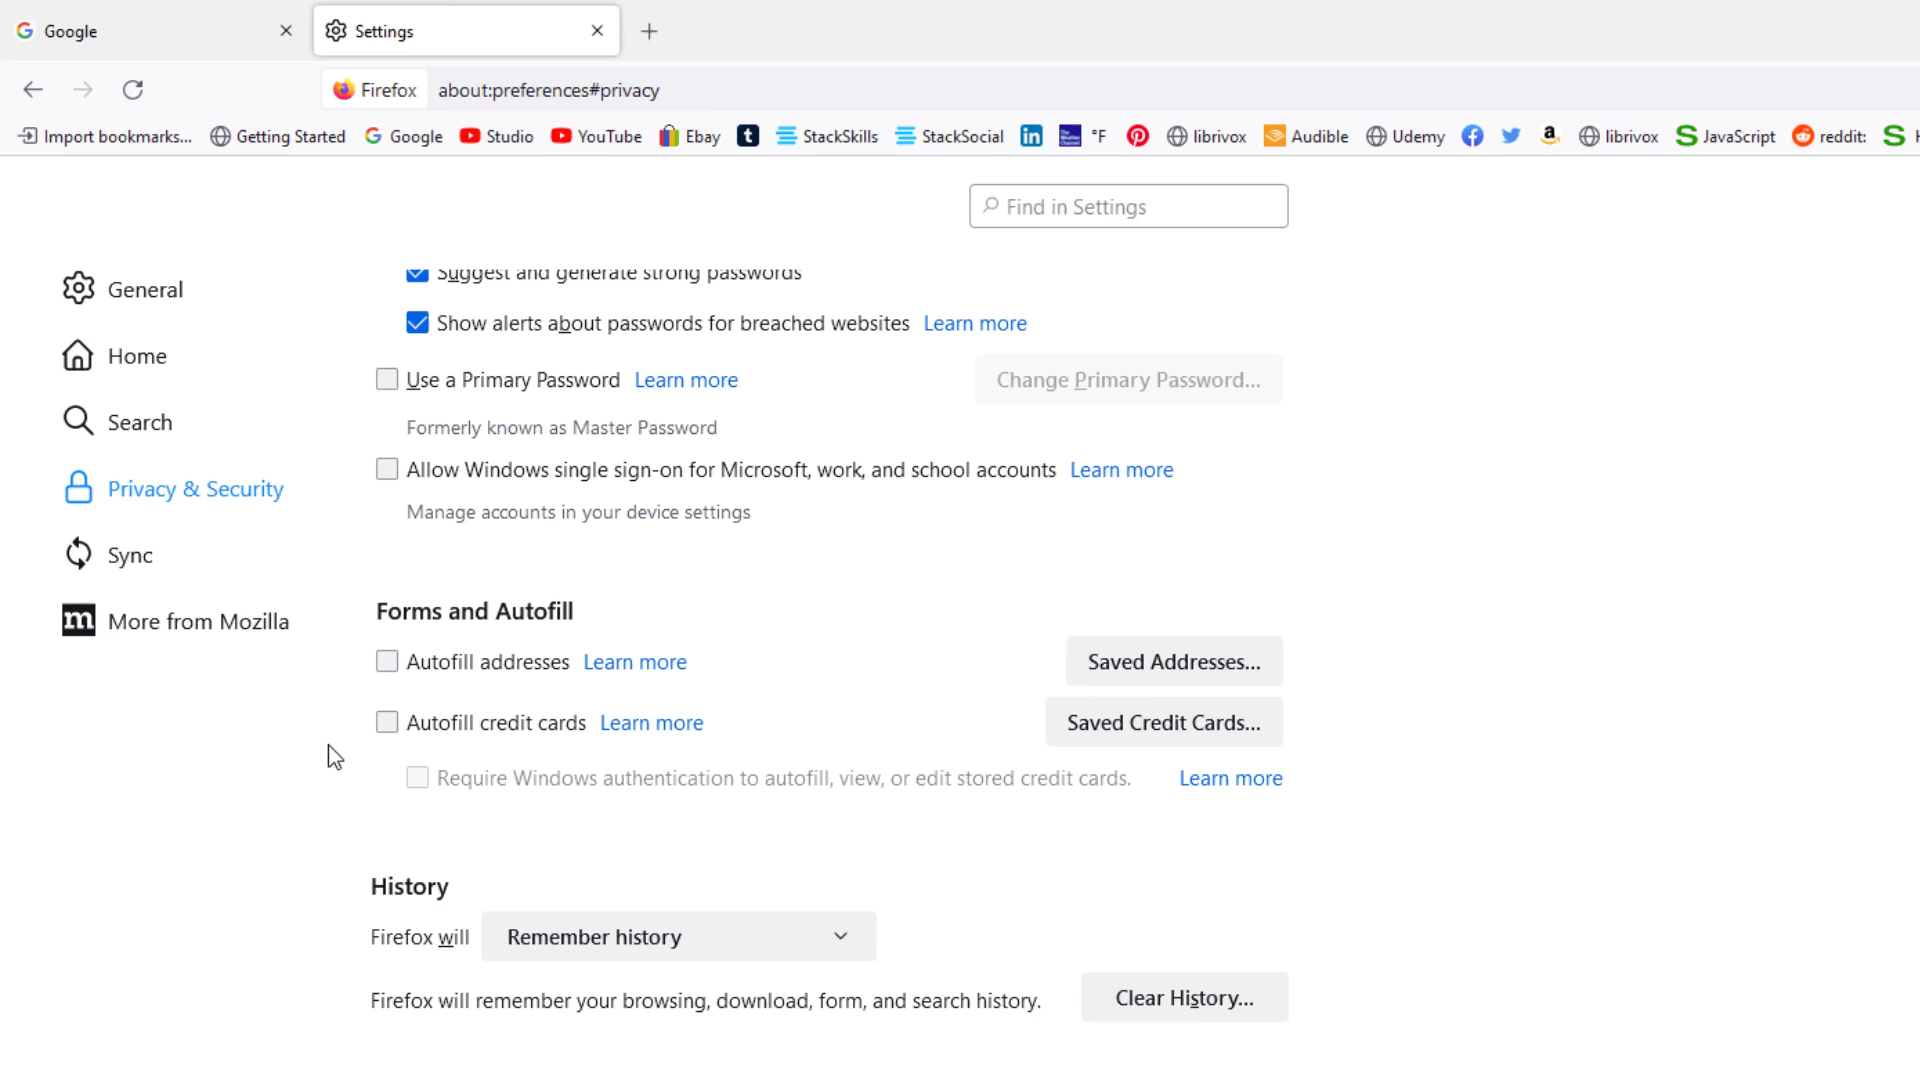 Google
Settings
Firefox about:preferences#privacy
Import bookmarks... Getting Started Google Studio YouTube Ebay t StackSkills StackSocial in °F librivox Audible Udemy a librivox JavaScript reddit:
Find in Settings
General
Home
Search
Privacy & Security
Sync
m More from Mozilla
Suggest and generate strong passwords
Show alerts about passwords for breached websites Learn more
Use a Primary Password Learn more Change Primary Password...
Formerly known as Master Password
Allow Windows single sign-on for Microsoft, work, and school accounts Learn more
Manage accounts in your device settings
Forms and Autofill
Autofill addresses Learn more Saved Addresses...
Autofill credit cards Learn more Saved Credit Cards...
Require Windows authentication to autofill, view, or edit stored credit cards. Learn more
History
Firefox will Remember history
Firefox will remember your browsing, download, form, and search history. Clear History...